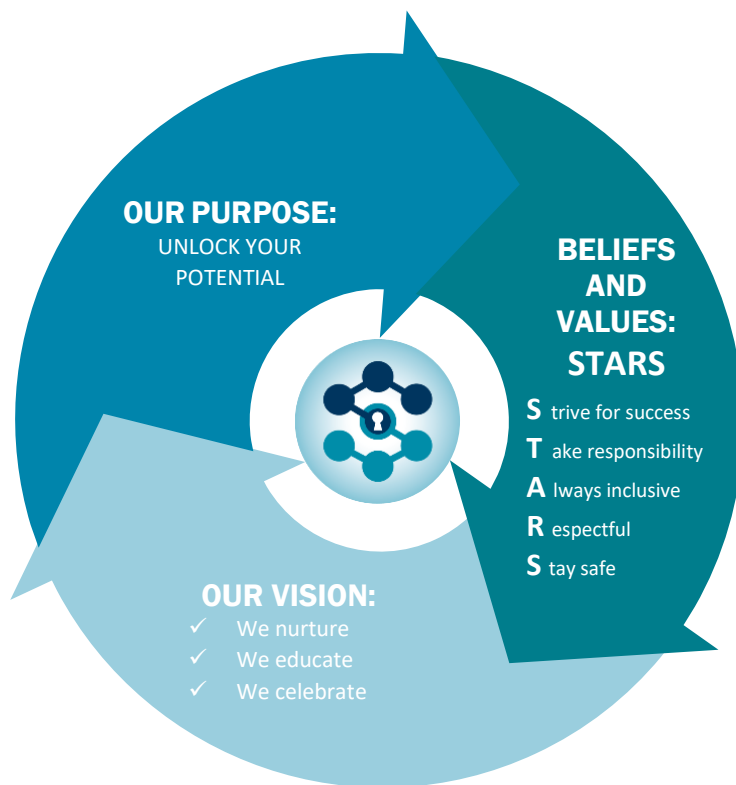 OUR PURPOSE:
UNLOCK YOUR
POTENTIAL
BELIEFS
AND
VALUES:
STARS
S trive for success
T ake responsibility
A lways inclusive
R espectful
S tay safe
OUR VISION:
✓ We nurture
✓ We educate
✓ We celebrate